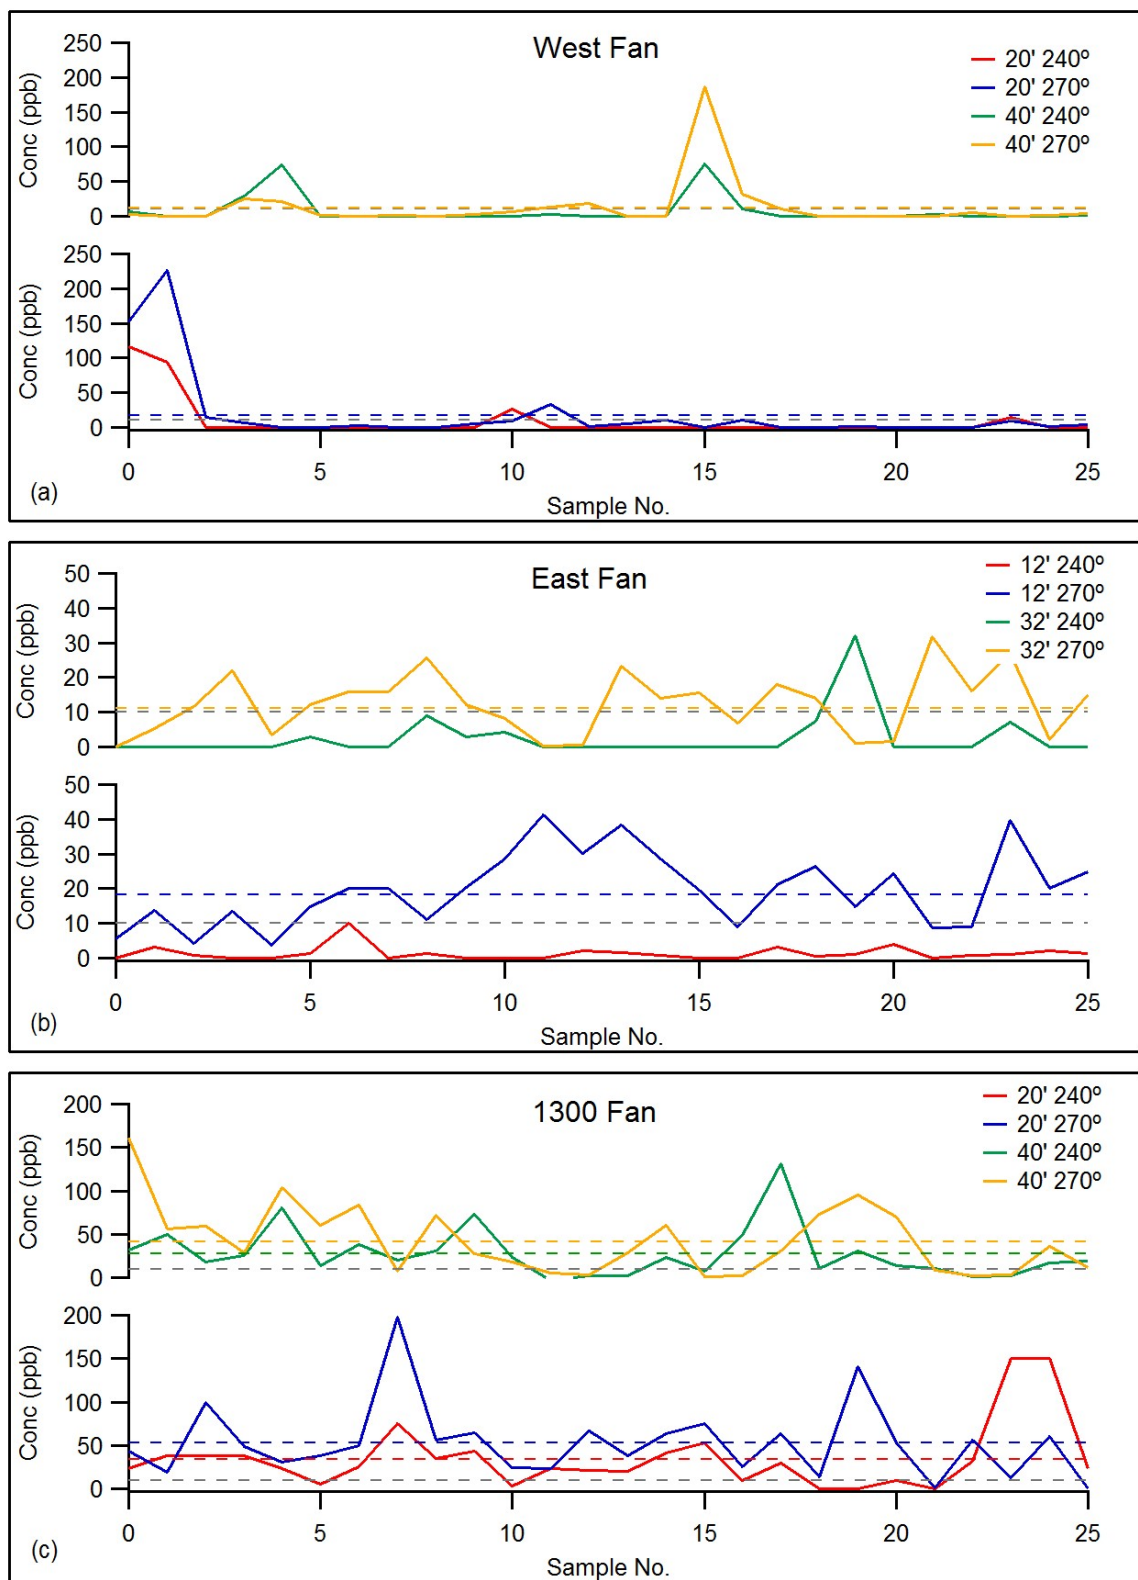 West Fan
20' 240º
20' 270º
40' 240º
40' 270º
Conc (ppb)
250
200
150
100
50
0
Conc (ppb)
250
200
150
100
50
0
0 5 10 15 20 25
Sample No.
(a)
East Fan
12' 240º
12' 270º
32' 240º
32' 270º
Conc (ppb)
50
40
30
20
10
0
Conc (ppb)
50
40
30
20
10
0
0 5 10 15 20 25
Sample No.
(b)
1300 Fan
20' 240º
20' 270º
40' 240º
40' 270º
Conc (ppb)
200
150
100
50
0
Conc (ppb)
200
150
100
50
0
0 5 10 15 20 25
Sample No.
(c)